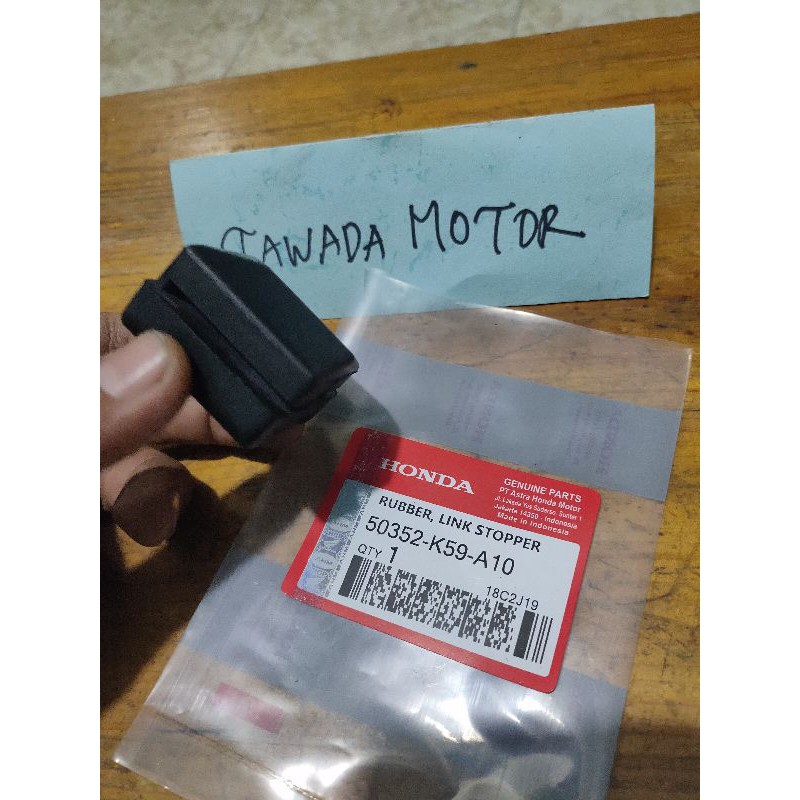 TAWADA MOTOR
HONDA
GENUINE PARTS
PT Astra Honda Motor
Jakarta 14350 - Indonesia
Made in Indonesia
RUBBER, LINK STOPPER
50352-K59-A10
QTY 1
18C2J19